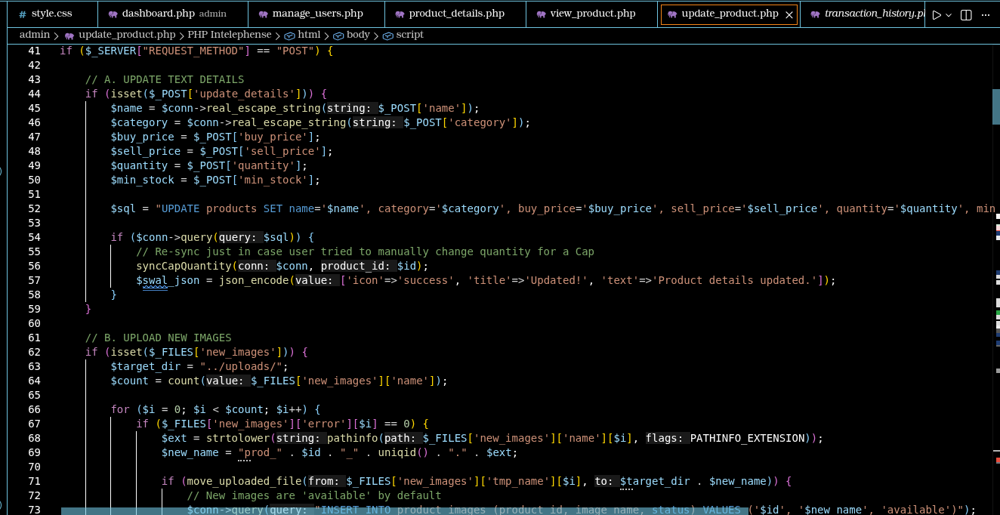 # style.css dashboard.php admin manage_users.php product_details.php view_product.php update_product.php transaction_history.p
admin > update_product.php > PHP Intelephense > html > body > script
41 if ($_SERVER["REQUEST_METHOD"] == "POST") {
42
43 // A. UPDATE TEXT DETAILS
44 if (isset($_POST['update_details'])) {
45 $name = $conn->real_escape_string(string: $_POST['name']);
46 $category = $conn->real_escape_string(string: $_POST['category']);
47 $buy_price = $_POST['buy_price'];
48 $sell_price = $_POST['sell_price'];
49 $quantity = $_POST['quantity'];
50 $min_stock = $_POST['min_stock'];
51
52 $sql = "UPDATE products SET name='$name', category='$category', buy_price='$buy_price', sell_price='$sell_price', quantity='$quantity', min
53
54 if ($conn->query(query: $sql)) {
55 // Re-sync just in case user tried to manually change quantity for a Cap
56 syncCapQuantity(conn: $conn, product_id: $id);
57 $swal_json = json_encode(value: ['icon'=>'success', 'title'=>'Updated!', 'text'=>'Product details updated.']);
58 }
59 }
60
61 // B. UPLOAD NEW IMAGES
62 if (isset($_FILES['new_images'])) {
63 $target_dir = "../uploads/";
64 $count = count(value: $_FILES['new_images']['name']);
65
66 for ($i = 0; $i < $count; $i++) {
67 if ($_FILES['new_images']['error'][$i] == 0) {
68 $ext = strtolower(string: pathinfo(path: $_FILES['new_images']['name'][$i], flags: PATHINFO_EXTENSION));
69 $new_name = "prod_" . $id . "_" . uniqid() . "." . $ext;
70
71 if (move_uploaded_file(from: $_FILES['new_images']['tmp_name'][$i], to: $target_dir . $new_name)) {
72 // New images are 'available' by default
73 $conn->query(query: "INSERT INTO product_images (product_id, image_name, status) VALUES ('$id', '$new_name', 'available')");